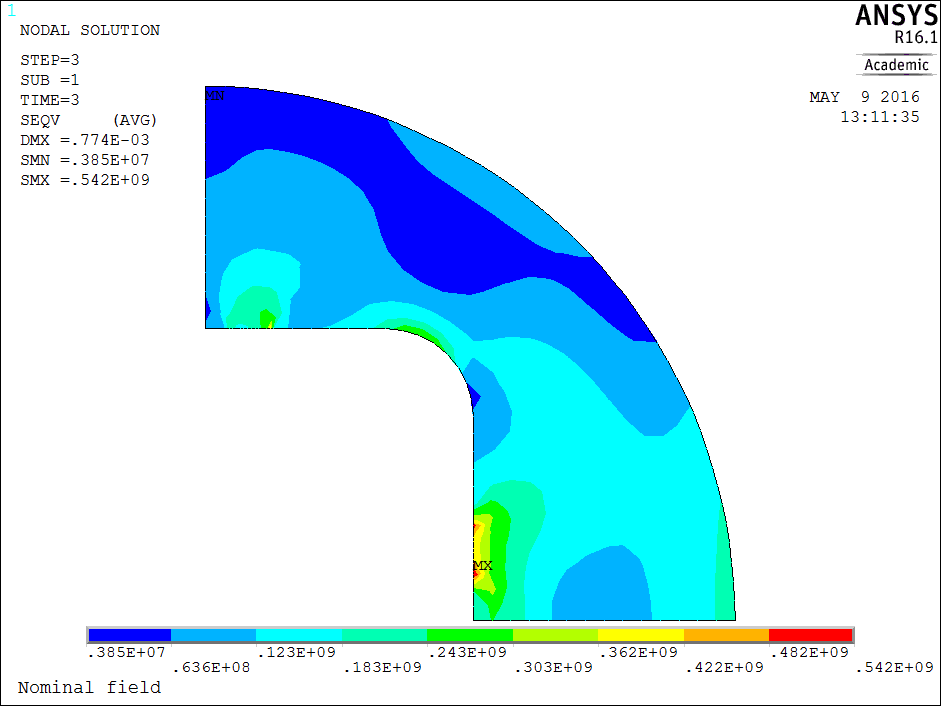 1
NODAL SOLUTION
STEP=3
SUB =1
TIME=3
SEQV     (AVG)
DMX =.774E-03
SMN =.385E+07
SMX =.542E+09
ANSYS
R16.1
Academic
MAY  9 2016
13:11:35
MN
MX
.385E+07 .123E+09 .243E+09 .362E+09 .482E+09
.636E+08 .183E+09 .303E+09 .422E+09 .542E+09
Nominal field